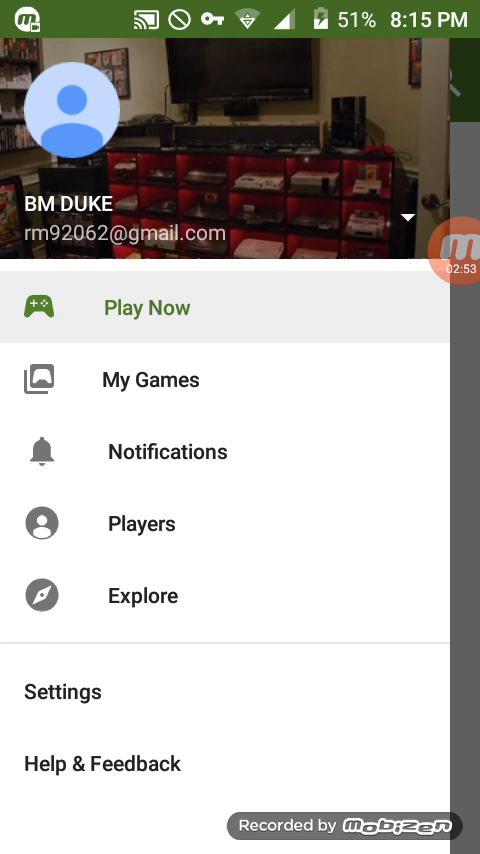 51% 8:15 PM
BM DUKE
rm92062@gmail.com
02:53
Play Now
My Games
Notifications
Players
Explore
Settings
Help & Feedback
Recorded by mobizen